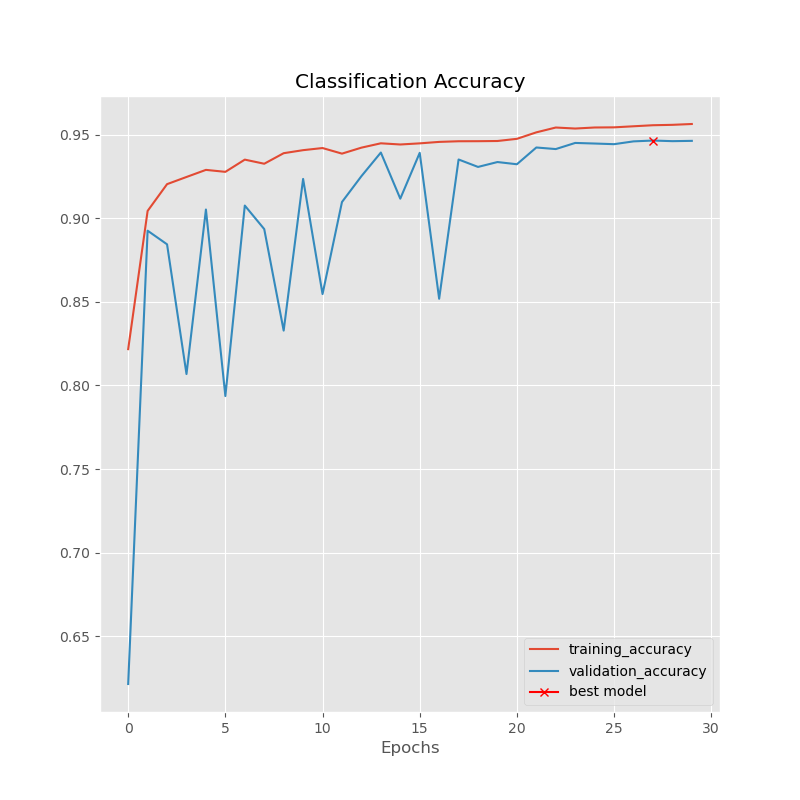 Classification Accuracy
0.95
0.90
0.85
0.80
0.75
0.70
0.65
training_accuracy
validation_accuracy
best model
0 5 10 15 20 25 30
Epochs